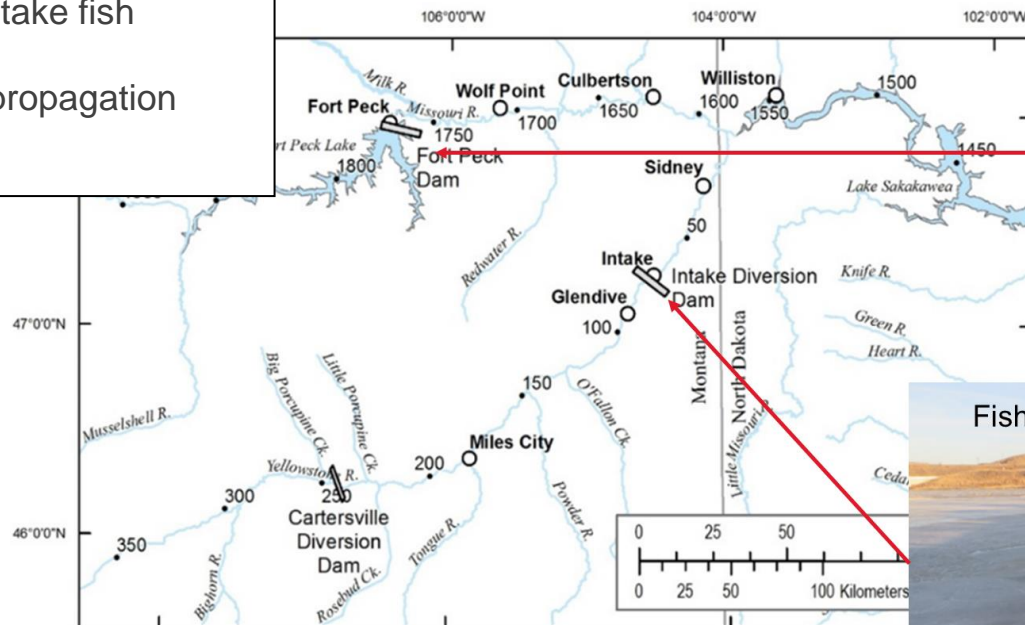 take fish
propagation
106°0'0"W
104°0'0"W
102°0'0"W
Milk R.
Fort Peck
Missouri R.
Wolf Point
Culbertson
Williston
1500
1750
1700
1650
1600
1550
rt Peck Lake
1800
Fort Peck
Dam
1450
Sidney
Lake Sakakawea
50
Redwater R.
Intake
Intake Diversion
Dam
Knife R.
Glendive
100
47°0'0"N
Green R.
Heart R.
Montana
North Dakota
Big Porcupine Ck.
Little Porcupine Ck.
150
O'Fallon Ck.
Little Missouri R.
Musselshell R.
Miles City
Fish
Yellowstone R.
200
250
300
Cedar
Cartersville
Diversion
Dam
Powder R.
46°0'0"N
350
Tongue R.
Bighorn R.
Rosebud Ck.
0 25 50
0 25 50 100 Kilometers